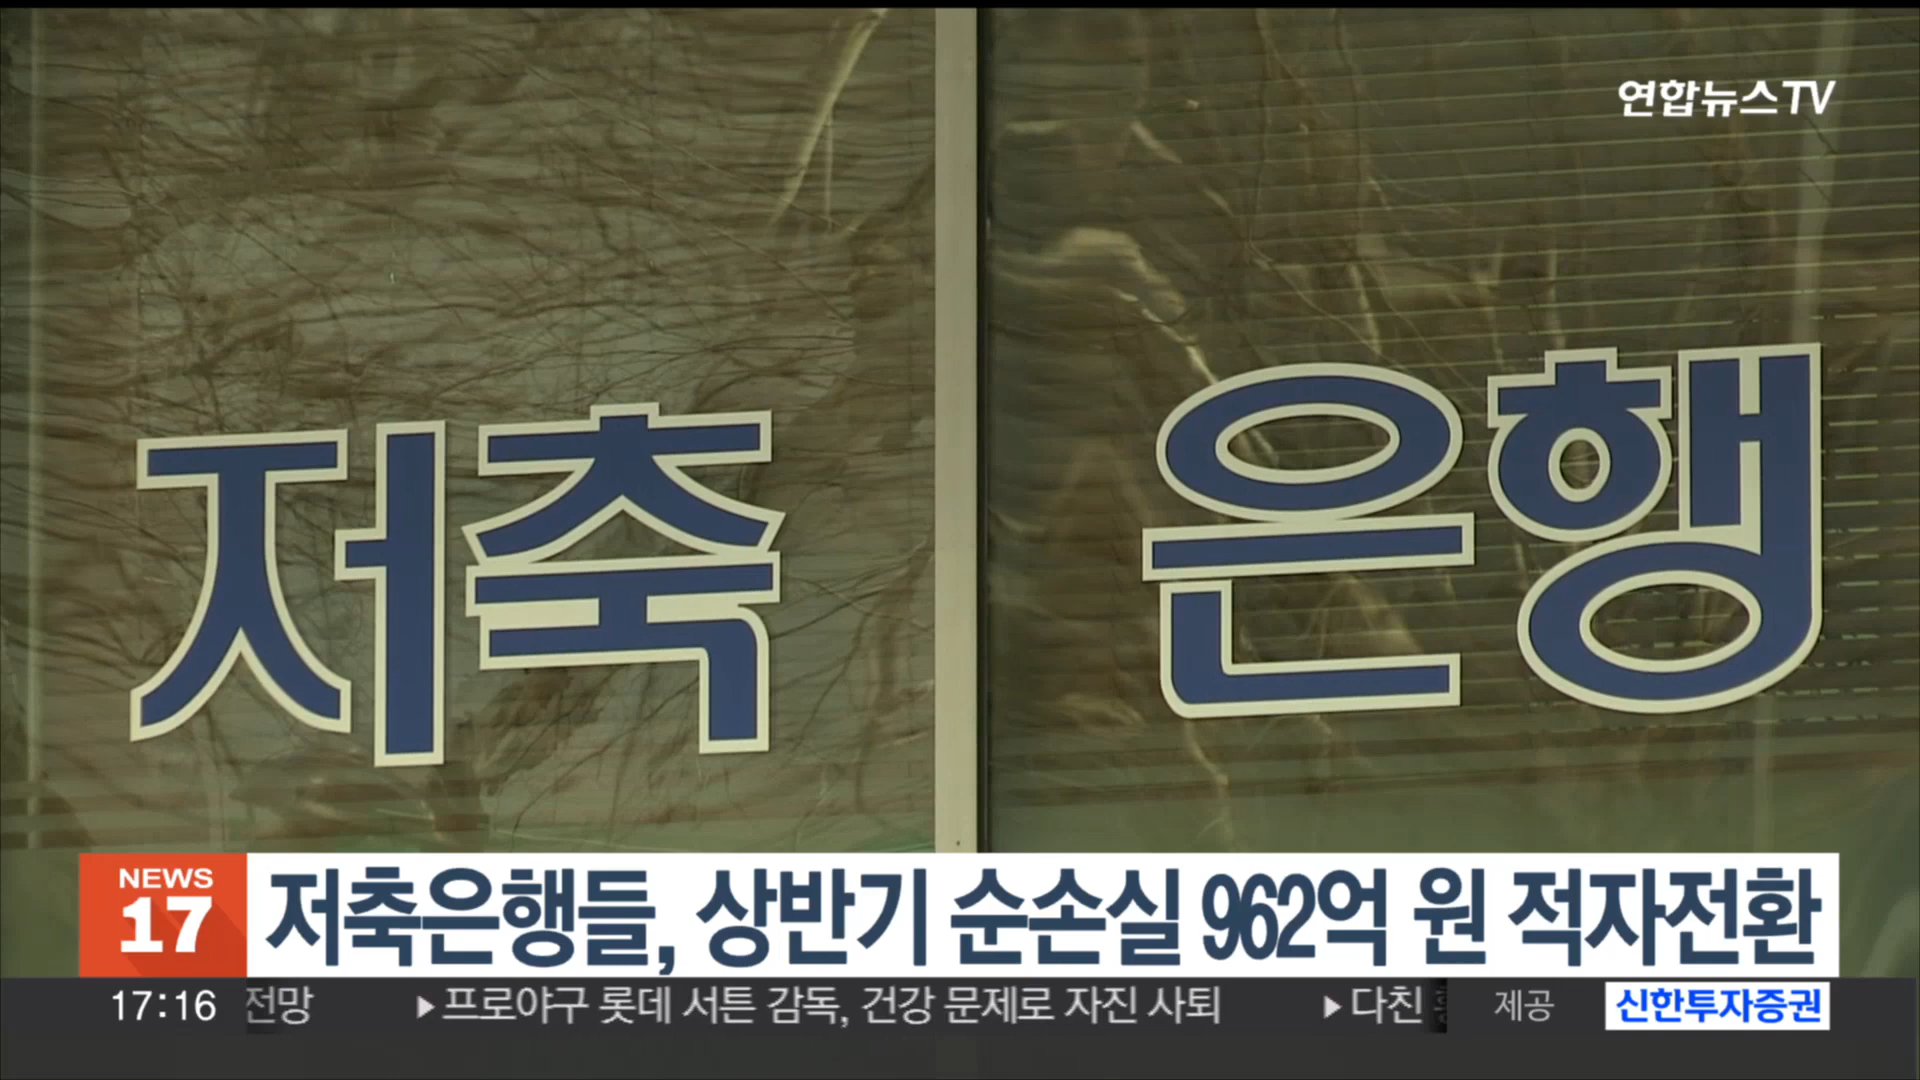 연합뉴스TV
저축 은행
NEWS
17
저축은행들, 상반기 순손실 962억 원 적자전환
17:16 전망 ▶프로야구 롯데 서튼 감독, 건강 문제로 자진 사퇴 ▶다친 제공 신한투자증권